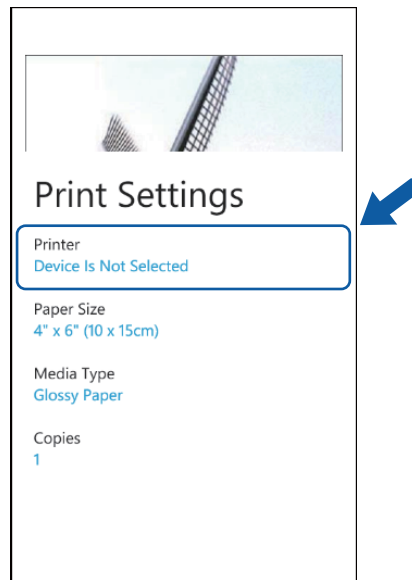 Print Settings
Printer
Device Is Not Selected
Paper Size
4" x 6" (10 x 15cm)
Media Type
Glossy Paper
Copies
1